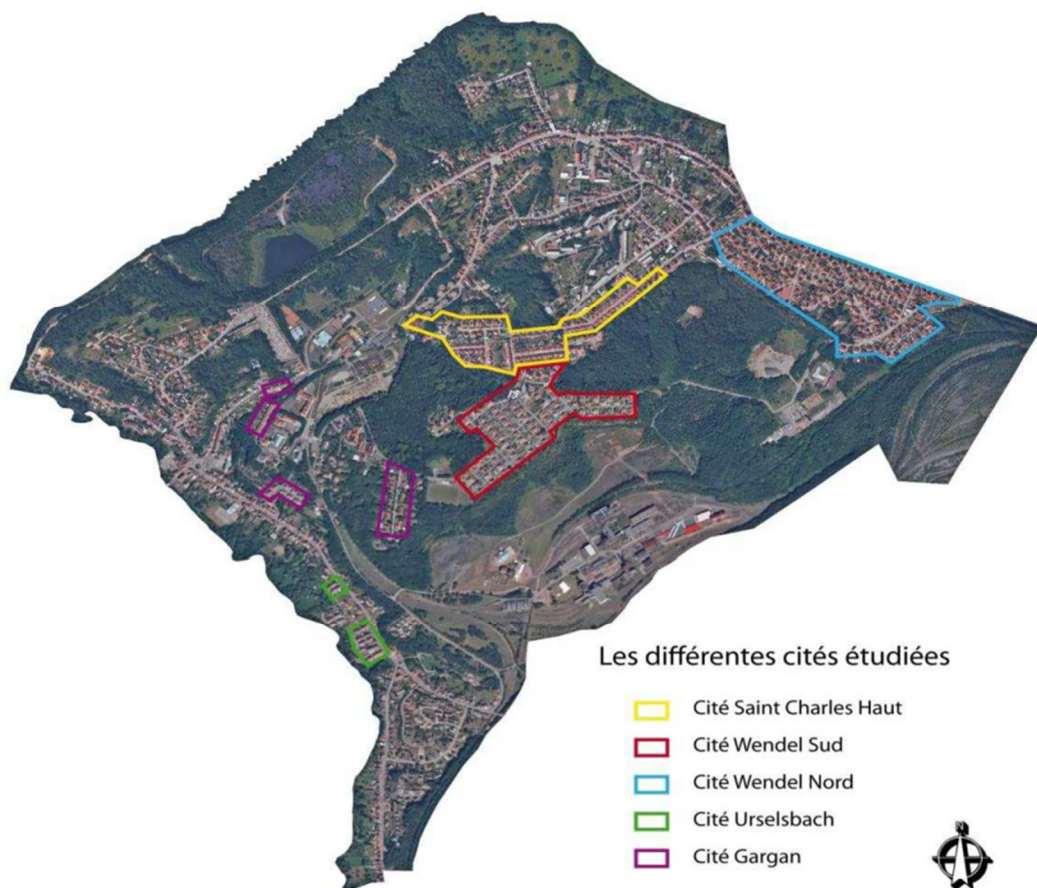 Les différentes cités étudiées
Cité Saint Charles Haut
Cité Wendel Sud
Cité Wendel Nord
Cité Urselsbach
Cité Gargan
N